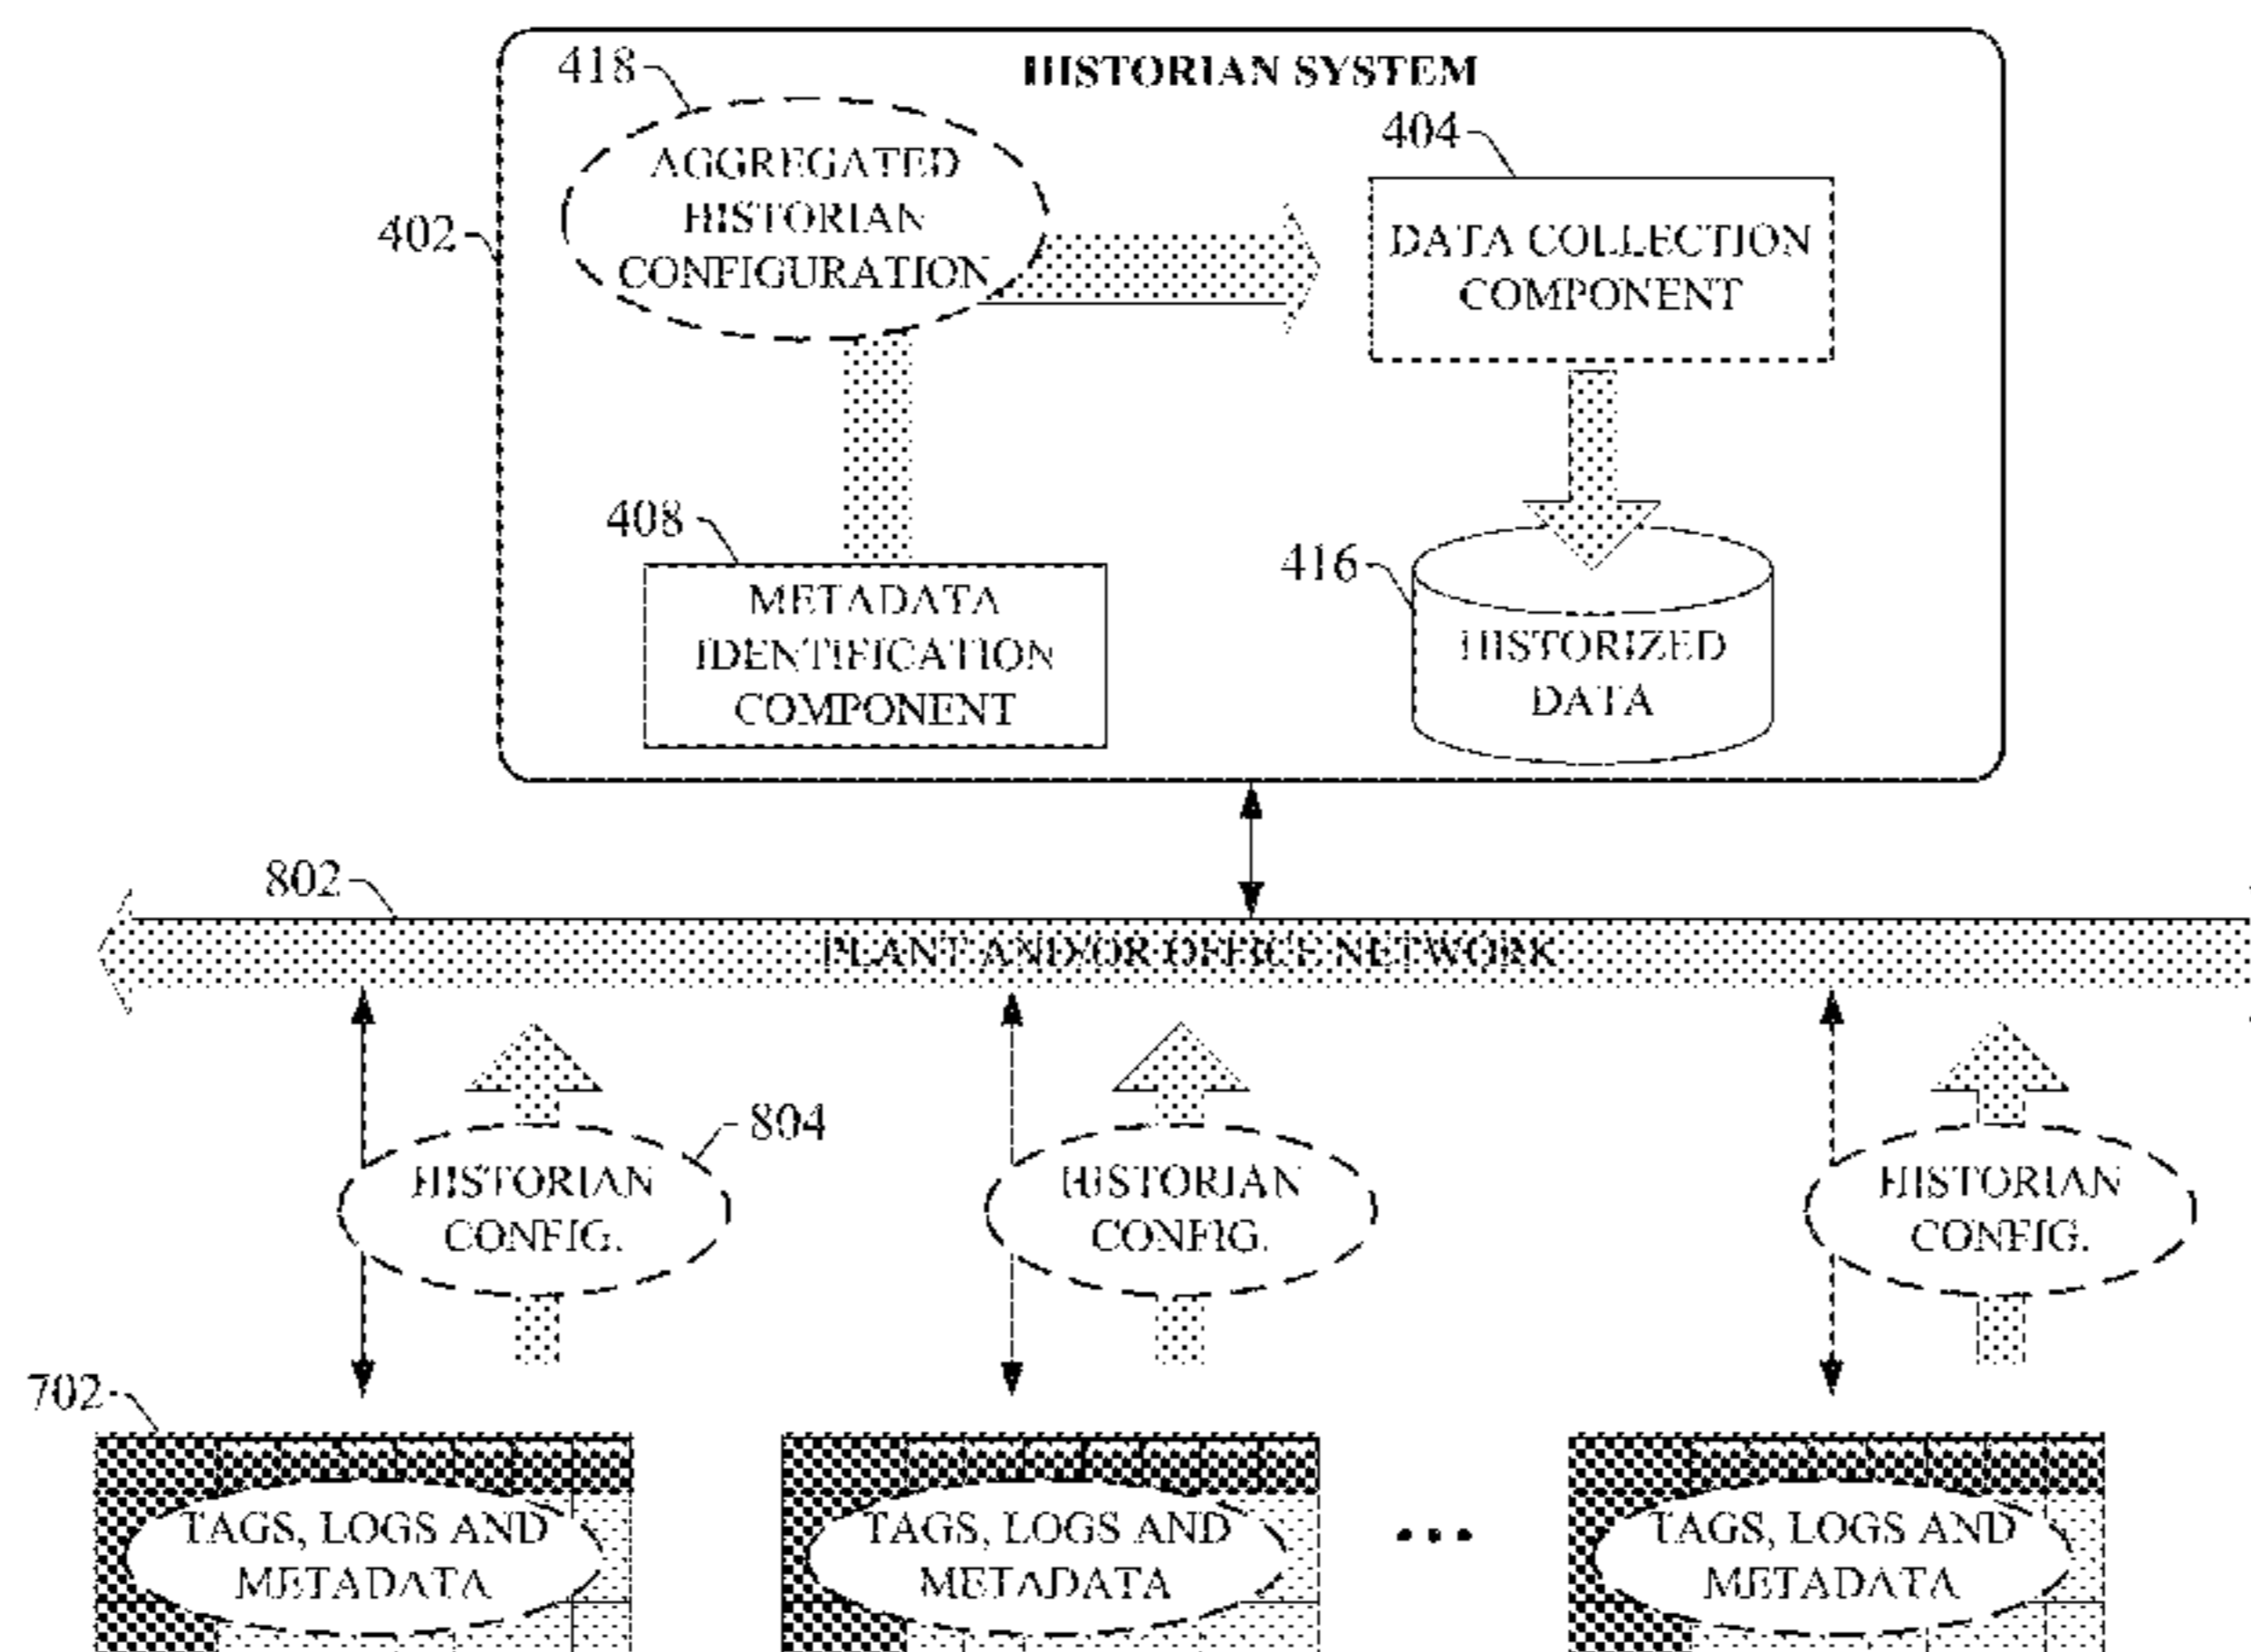 HISTORIAN SYSTEM
418
404
AGGREGATED
HISTORIAN
CONFIGURATION
402
DATA COLLECTION
COMPONENT
408
416
METADATA
IDENTIFICATION
COMPONENT
HISTORIZED
DATA
802
PLANT AND/OR OFFICE NETWORK
804
HISTORIAN
CONFIG.
HISTORIAN
CONFIG.
HISTORIAN
CONFIG.
702
TAGS, LOGS AND
METADATA
TAGS, LOGS AND
METADATA
•••
TAGS, LOGS AND
METADATA